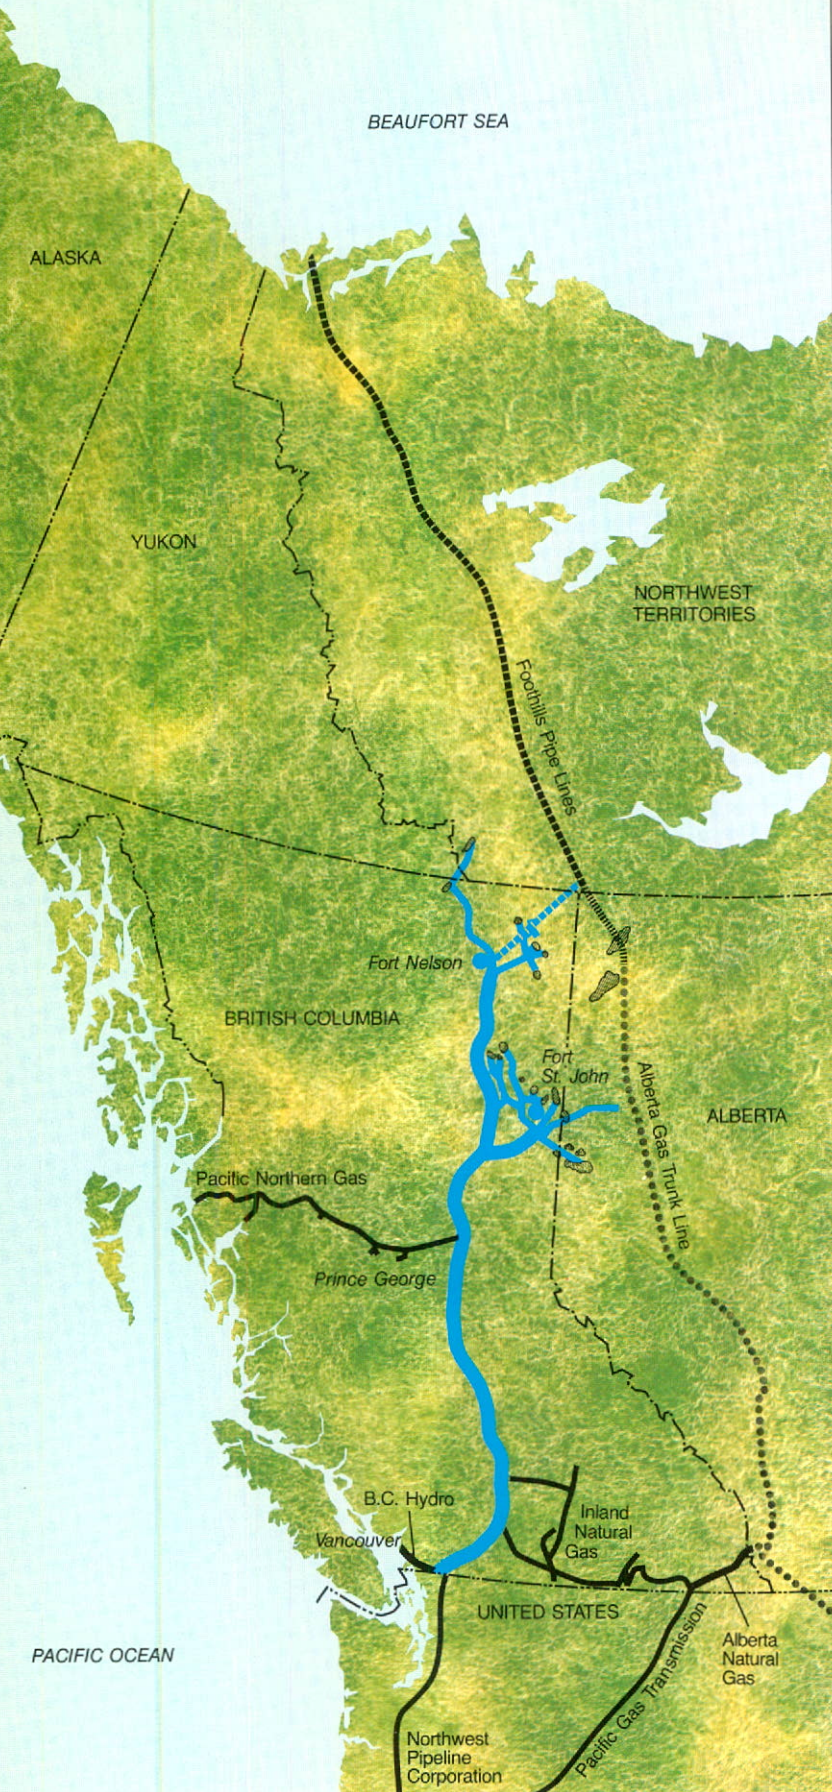 BEAUFORT SEA
ALASKA
YUKON
NORTHWEST
TERRITORIES
Foothills Pipe Lines
Fort Nelson
BRITISH COLUMBIA
Fort
St. John
Alberta Gas Trunk Line
ALBERTA
Pacific Northern Gas
Prince George
B.C. Hydro
Vancouver
Inland
Natural
Gas
UNITED STATES
PACIFIC OCEAN
Alberta
Natural
Gas
Pacific Gas Transmission
Northwest
Pipeline
Corporation